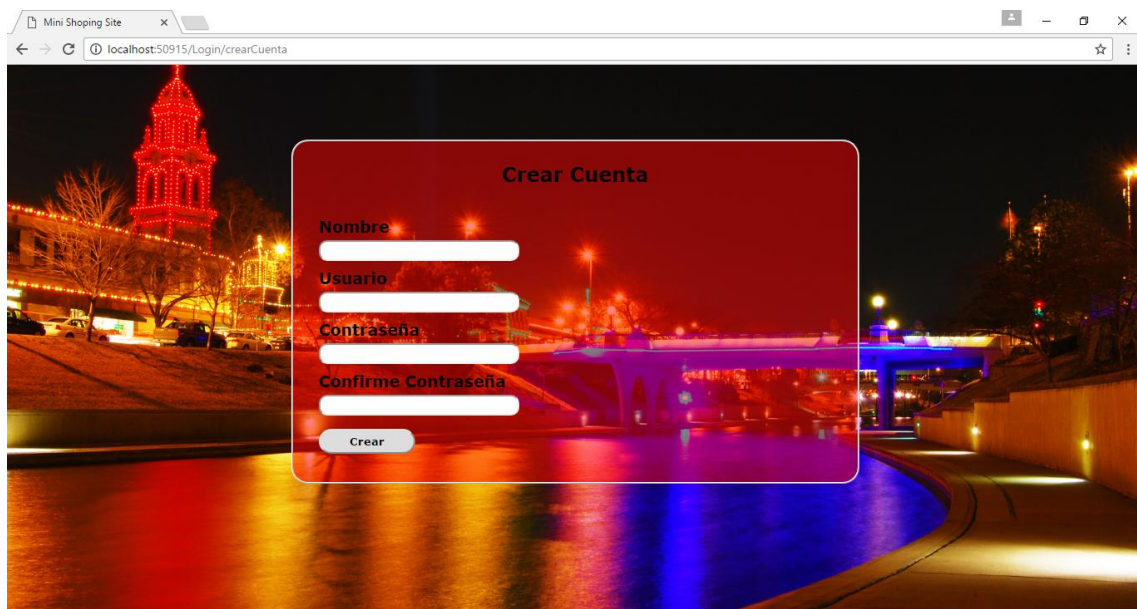 Mini Shoping Site
localhost:50915/Login/crearCuenta
Crear Cuenta
Nombre
Usuario
Contraseña
Confirme Contraseña
Crear